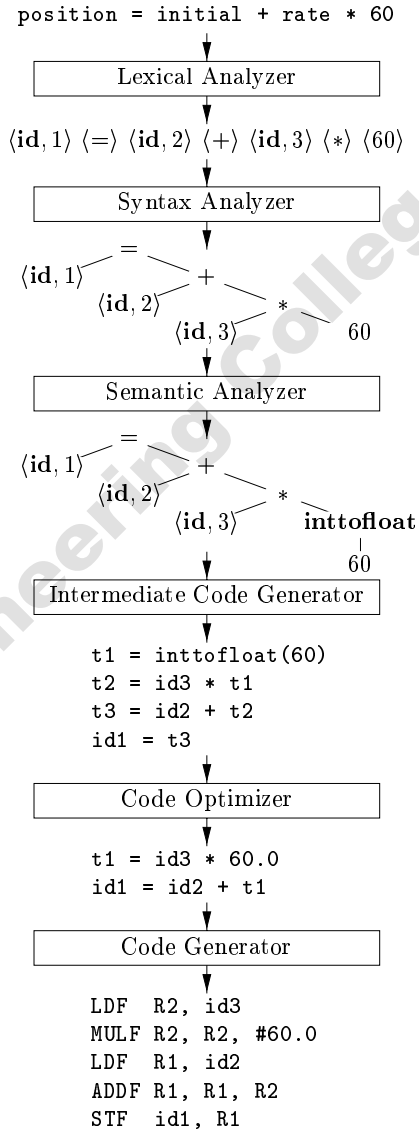 position = initial + rate * 60
Lexical Analyzer
⟨id, 1⟩ ⟨=⟩ ⟨id, 2⟩ ⟨+⟩ ⟨id, 3⟩ ⟨*⟩ ⟨60⟩
Syntax Analyzer
=
⟨id, 1⟩ +
⟨id, 2⟩ *
⟨id, 3⟩ 60
Semantic Analyzer
=
⟨id, 1⟩ +
⟨id, 2⟩ *
⟨id, 3⟩ inttofloat
60
Intermediate Code Generator
t1 = inttofloat(60)
t2 = id3 * t1
t3 = id2 + t2
id1 = t3
Code Optimizer
t1 = id3 * 60.0
id1 = id2 + t1
Code Generator
LDF R2, id3
MULF R2, R2, #60.0
LDF R1, id2
ADDF R1, R1, R2
STF id1, R1